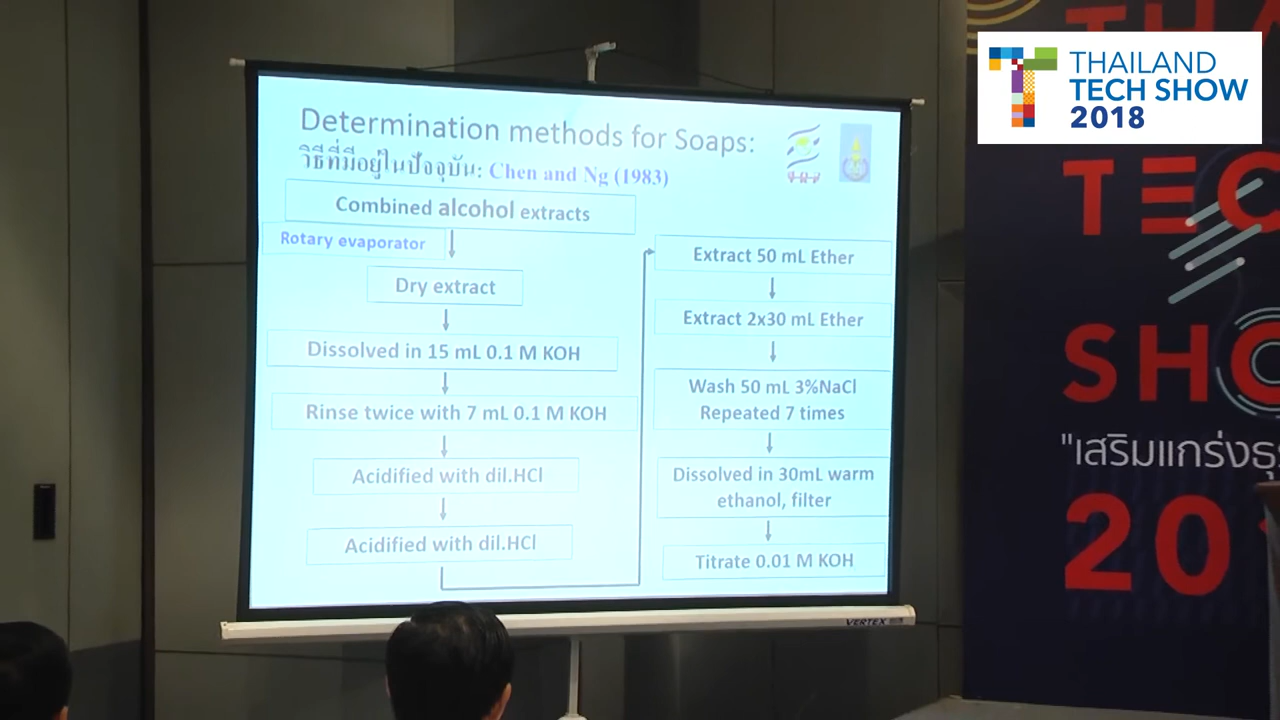 Determination methods for Soaps:
วิธีที่มีอยู่ในปัจจุบัน: Chen and Ng (1983)
Combined alcohol extracts
Rotary evaporator
Dry extract
Dissolved in 15 mL 0.1 M KOH
Rinse twice with 7 mL 0.1 M KOH
Acidified with dil.HCl
Acidified with dil.HCl
Extract 50 mL Ether
Extract 2x30 mL Ether
Wash 50 mL 3%NaCl
Repeated 7 times
Dissolved in 30mL warm
ethanol, filter
Titrate 0.01 M KOH
VERTEX
THAILAND
TECH SHOW
2018
THA
TEC
SHO
"เสริมแกร่งธุ
201